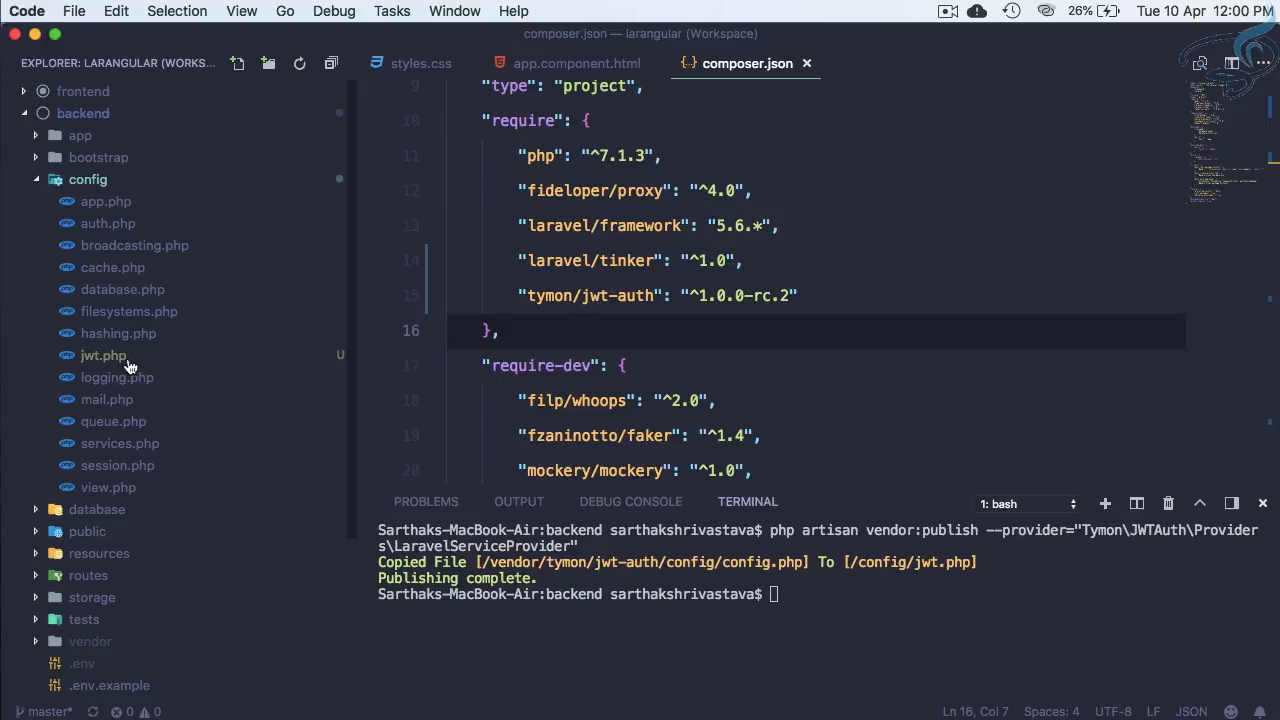 Code File Edit Selection View Go Debug Tasks Window Help 26% Tue 10 Apr 12:00 PM
composer.json — larangular (Workspace)
EXPLORER: LARANGULAR (WORKS...
styles.css app.component.html {··} composer.json ×
frontend
backend
app
bootstrap
config
app.php
auth.php
broadcasting.php
cache.php
database.php
filesystems.php
hashing.php
jwt.php U
logging.php
mail.php
queue.php
services.php
session.php
view.php
database
public
resources
routes
storage
tests
vendor
.env
.env.example
9 "type": "project",
10 "require": {
11 "php": "^7.1.3",
12 "fideloper/proxy": "^4.0",
13 "laravel/framework": "5.6.*",
14 "laravel/tinker": "^1.0",
15 "tymon/jwt-auth": "^1.0.0-rc.2"
16 },
17 "require-dev": {
18 "filp/whoops": "^2.0",
19 "fzaninotto/faker": "^1.4",
20 "mockery/mockery": "^1.0",
PROBLEMS OUTPUT DEBUG CONSOLE TERMINAL 1: bash
Sarthaks-MacBook-Air:backend sarthakshrivastava$ php artisan vendor:publish --provider="Tymon\JWTAuth\Provider
s\LaravelServiceProvider"
Copied File [/vendor/tymon/jwt-auth/config/config.php] To [/config/jwt.php]
Publishing complete.
Sarthaks-MacBook-Air:backend sarthakshrivastava$
master* 0 0 Ln 16, Col 7 Spaces: 4 UTF-8 LF JSON